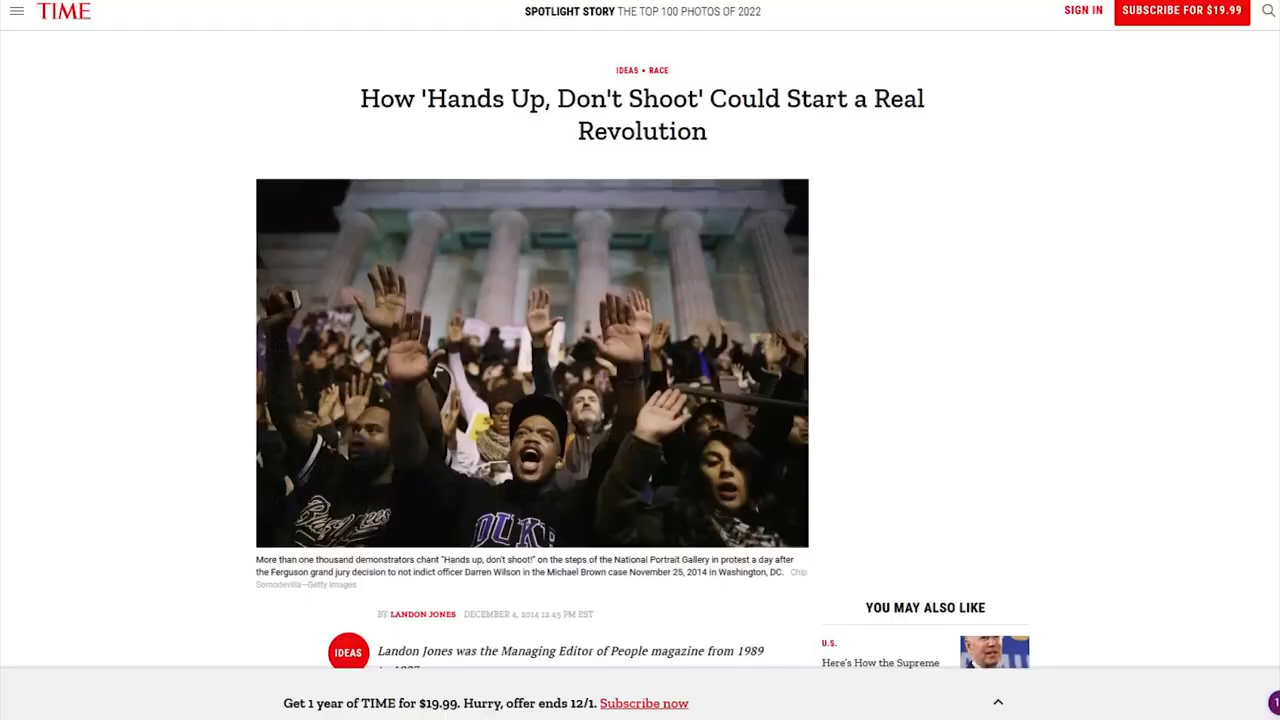 TIME
SPOTLIGHT STORY THE TOP 100 PHOTOS OF 2022
SIGN IN
SUBSCRIBE FOR $19.99
IDEAS • RACE
How 'Hands Up, Don't Shoot' Could Start a Real
Revolution
DUKE
More than one thousand demonstrators chant "Hands up, don't shoot!" on the steps of the National Portrait Gallery in protest a day after
the Ferguson grand jury decision to not indict officer Darren Wilson in the Michael Brown case November 25, 2014 in Washington, DC. Chip
Somodevilla—Getty Images
BY LANDON JONES DECEMBER 4, 2014 12:45 PM EST
IDEAS
Landon Jones was the Managing Editor of People magazine from 1989
YOU MAY ALSO LIKE
U.S.
Here's How the Supreme
Get 1 year of TIME for $19.99. Hurry, offer ends 12/1. Subscribe now